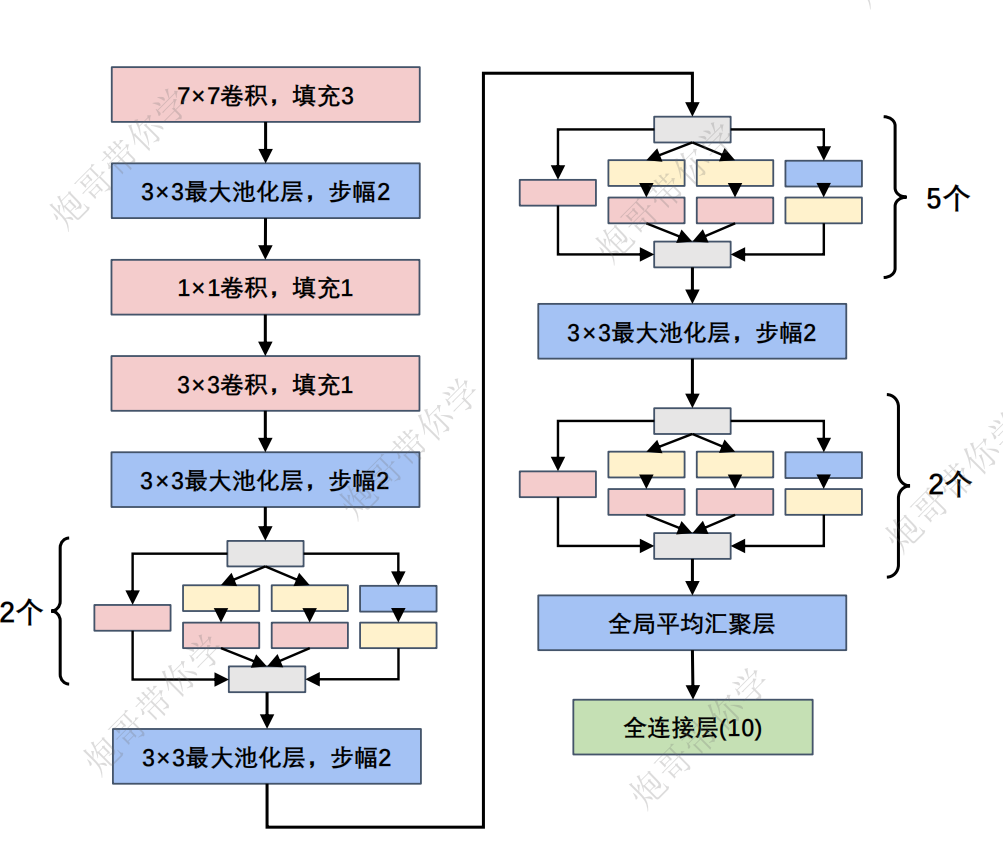 7×7卷积，填充3
3×3最大池化层，步幅2
1×1卷积，填充1
3×3卷积，填充1
3×3最大池化层，步幅2
2个
3×3最大池化层，步幅2
5个
3×3最大池化层，步幅2
2个
全局平均汇聚层
全连接层(10)
炮哥带你学
炮哥带你学
炮哥带你学
炮哥带你学
炮哥带你学
炮哥带你学